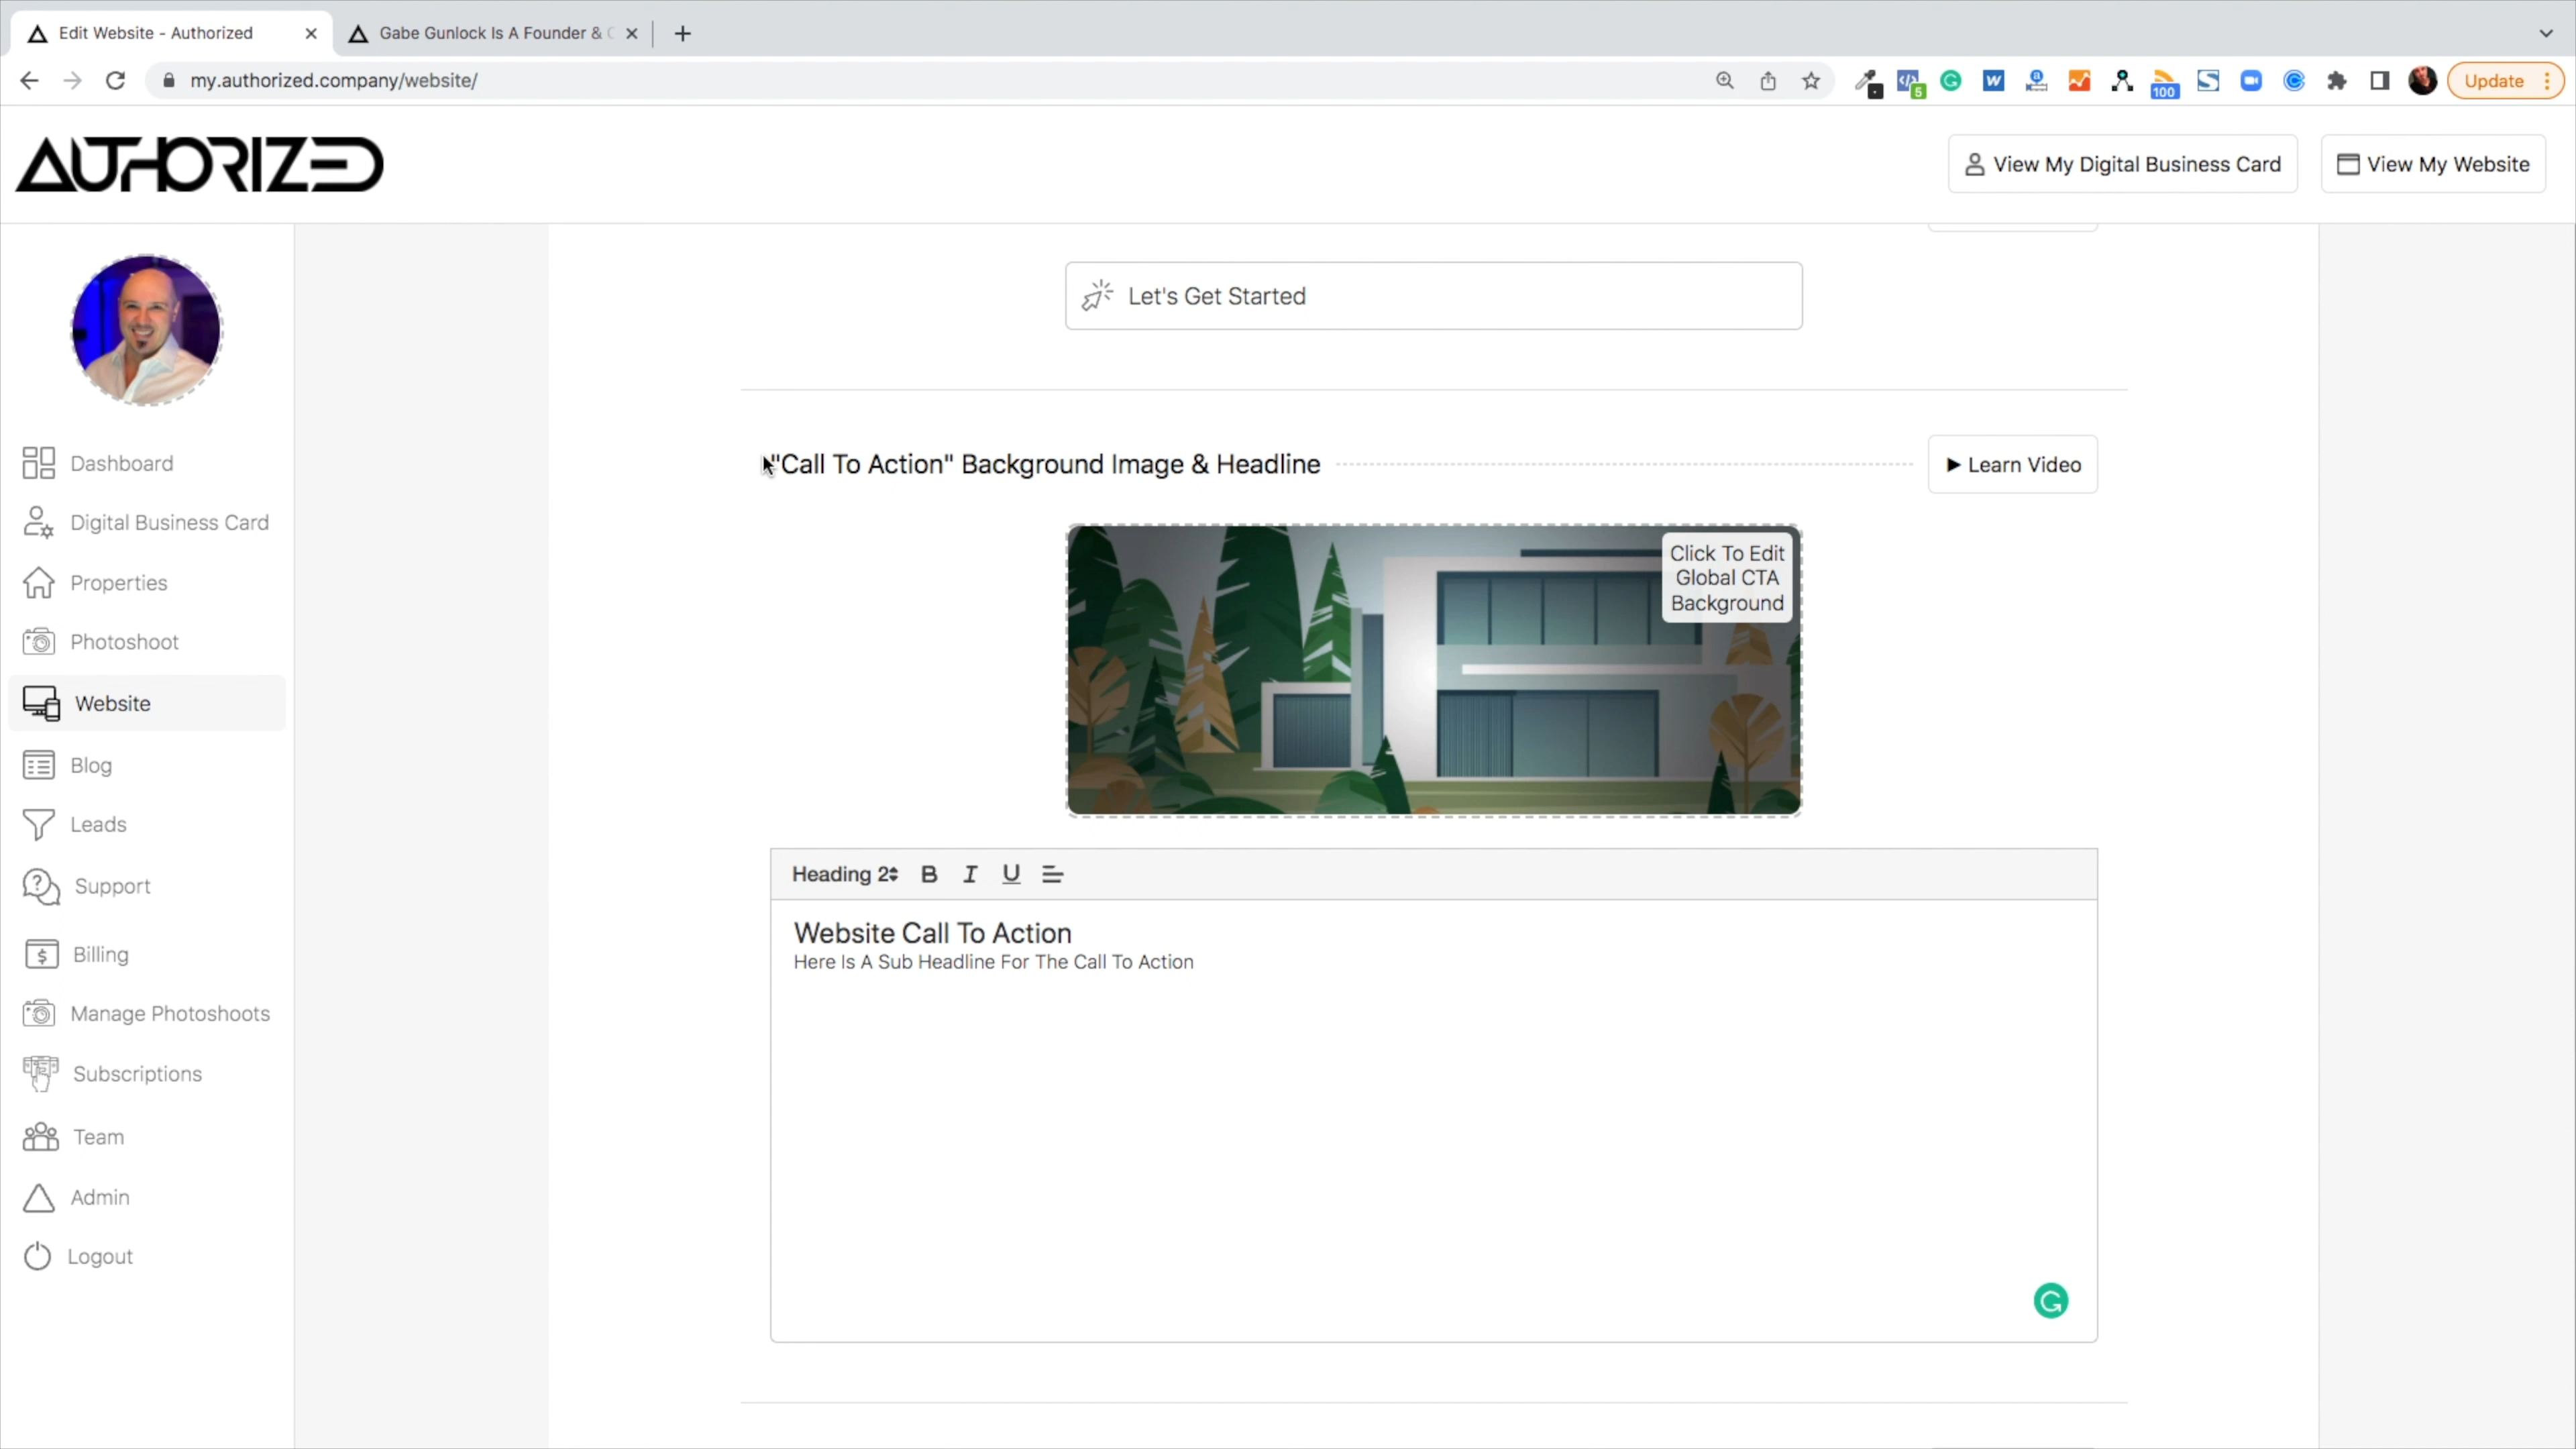 Edit Website - Authorized
Gabe Gunlock Is A Founder &
my.authorized.company/website/
5
100
Update
AUTHORIZED
View My Digital Business Card
View My Website
Let's Get Started
"Call To Action" Background Image & Headline
Learn Video
Click To Edit
Global CTA
Background
Heading 2
B I U
Website Call To Action
Here Is A Sub Headline For The Call To Action
Dashboard
Digital Business Card
Properties
Photoshoot
Website
Blog
Leads
Support
Billing
Manage Photoshoots
Subscriptions
Team
Admin
Logout